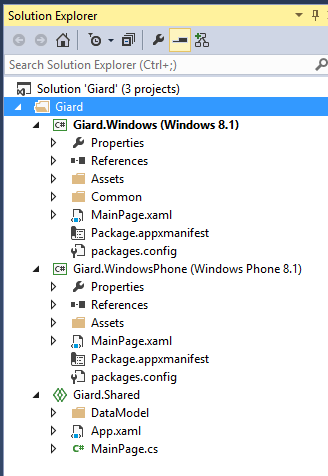 Solution Explorer
Search Solution Explorer (Ctrl+;)
Solution 'Giard' (3 projects)
Giard
C# Giard.Windows (Windows 8.1)
Properties
References
Assets
Common
MainPage.xaml
Package.appxmanifest
packages.config
C# Giard.WindowsPhone (Windows Phone 8.1)
Properties
References
Assets
MainPage.xaml
Package.appxmanifest
packages.config
Giard.Shared
DataModel
App.xaml
C# MainPage.cs